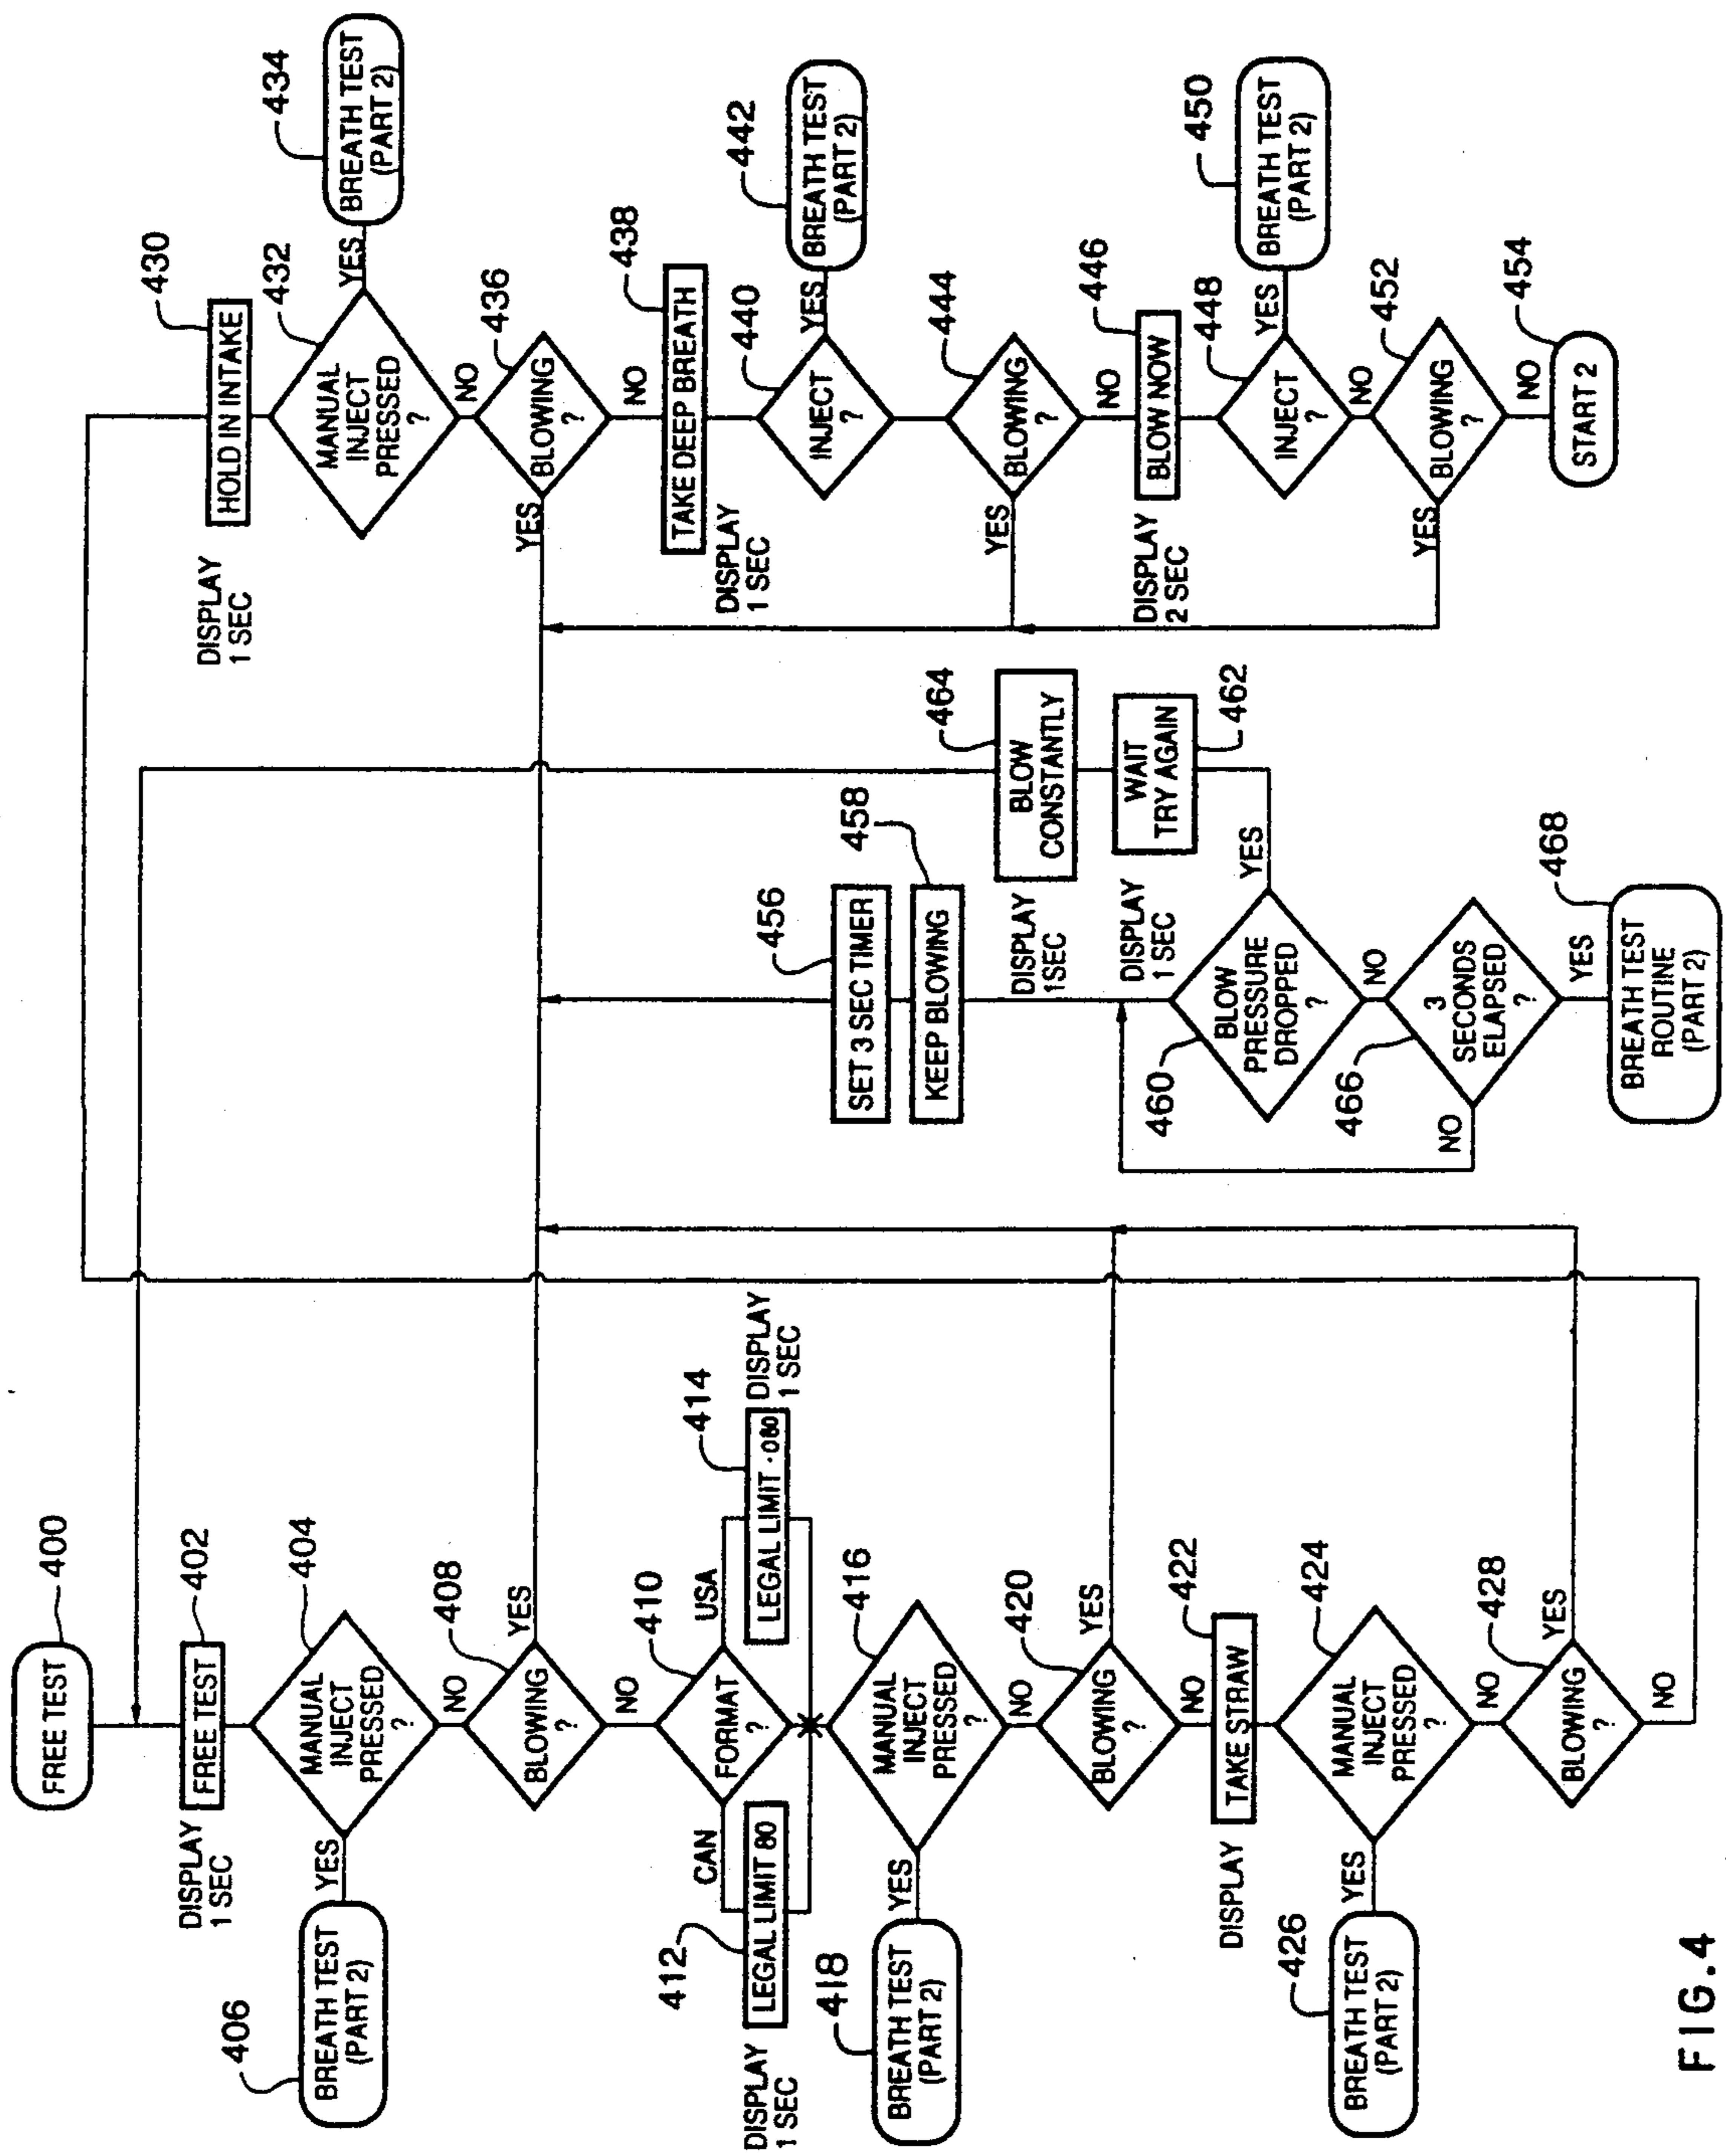 400
FREE TEST
402
DISPLAY
1 SEC
FREE TEST
404
MANUAL
INJECT
PRESSED
?
YES
406
BREATH TEST
(PART 2)
NO
408
BLOWING
?
YES
NO
410
FORMAT
?
CAN
USA
412
LEGAL LIMIT 80
DISPLAY
1 SEC
414
LEGAL LIMIT .080
DISPLAY
1 SEC
416
MANUAL
INJECT
PRESSED
?
YES
418
BREATH TEST
(PART 2)
NO
420
BLOWING
?
YES
NO
422
DISPLAY
TAKE STRAW
424
MANUAL
INJECT
PRESSED
?
YES
426
BREATH TEST
(PART 2)
NO
428
BLOWING
?
YES
NO
456
SET 3 SEC TIMER
458
KEEP BLOWING
460
BLOW
PRESSURE
DROPPED
?
YES
462
WAIT
TRY AGAIN
DISPLAY
1 SEC
464
BLOW
CONSTANTLY
DISPLAY
1SEC
NO
466
3
SECONDS
ELAPSED
?
NO
YES
468
BREATH TEST
ROUTINE
(PART 2)
430
DISPLAY
1 SEC
HOLD IN INTAKE
432
MANUAL
INJECT
PRESSED
?
YES
434
BREATH TEST
(PART 2)
NO
436
BLOWING
?
YES
NO
438
TAKE DEEP BREATH
DISPLAY
1 SEC
440
INJECT
?
YES
442
BREATH TEST
(PART 2)
444
BLOWING
?
YES
NO
446
BLOW NOW
DISPLAY
2 SEC
448
INJECT
?
YES
450
BREATH TEST
(PART 2)
NO
452
BLOWING
?
YES
NO
454
START 2
FIG.4